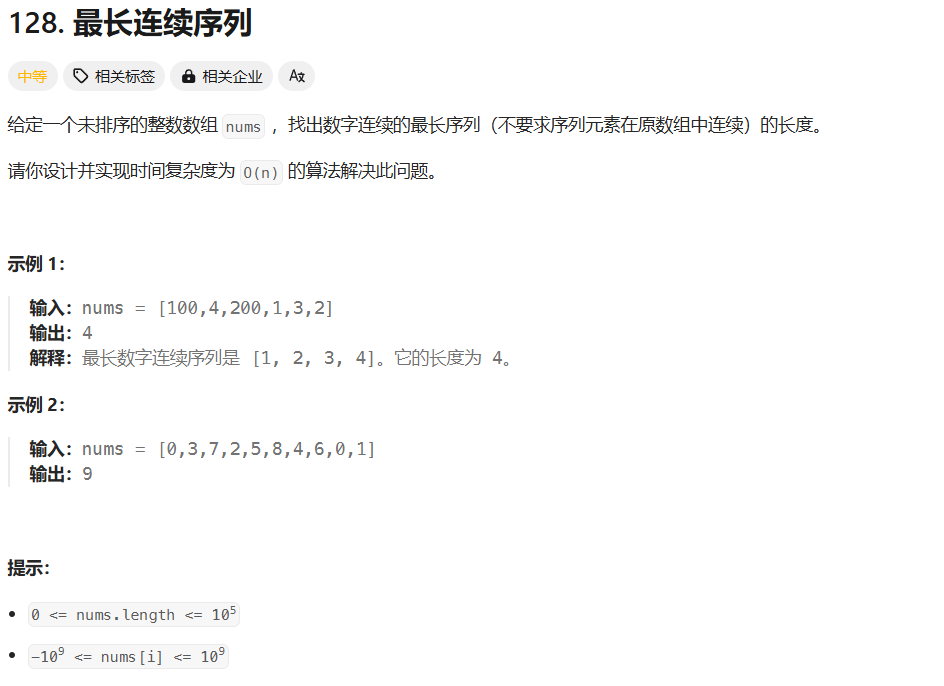 128. 最长连续序列
中等 相关标签 相关企业 Aあ
给定一个未排序的整数数组 nums ，找出数字连续的最长序列（不要求序列元素在原数组中连续）的长度。
请你设计并实现时间复杂度为 O(n) 的算法解决此问题。
示例 1：
输入：nums = [100,4,200,1,3,2]
输出：4
解释：最长数字连续序列是 [1, 2, 3, 4]。它的长度为 4。
示例 2：
输入：nums = [0,3,7,2,5,8,4,6,0,1]
输出：9
提示：
• 0 <= nums.length <= 10⁵
• -10⁹ <= nums[i] <= 10⁹